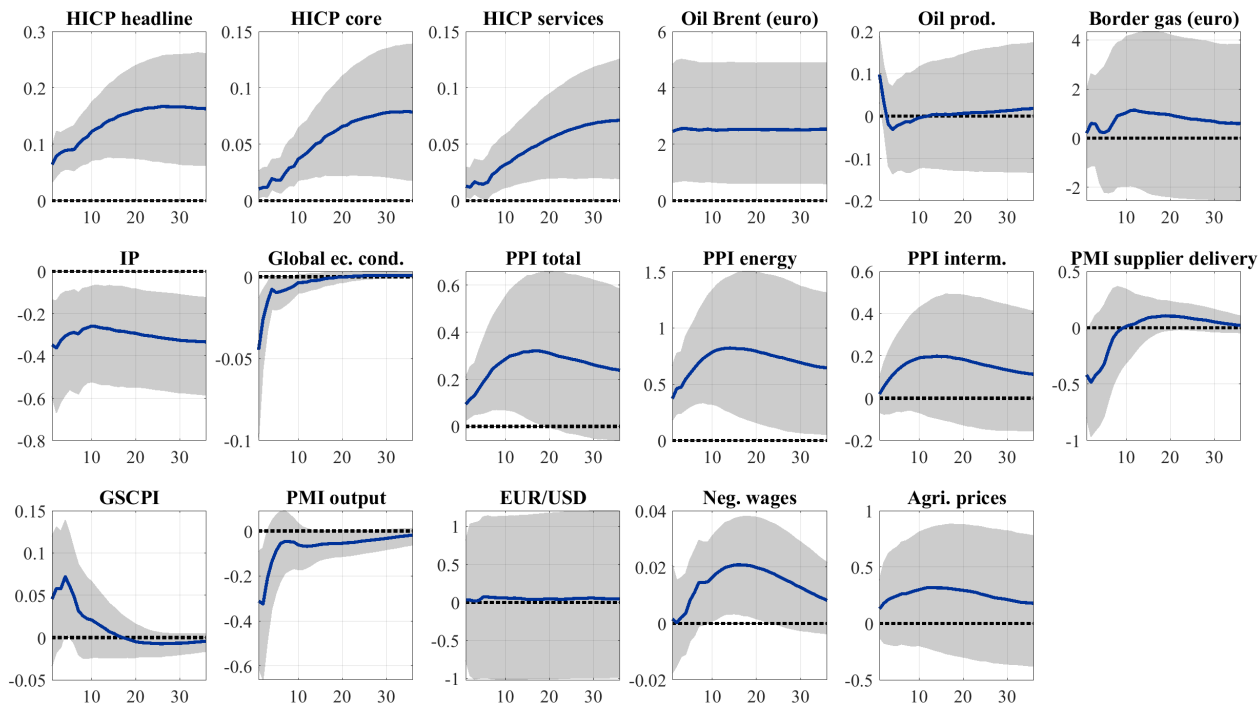 HICP headline HICP core HICP services Oil Brent (euro) Oil prod. Border gas (euro)
0.3 0.15 0.15 6 0.2 4
0.2 0.1 0.1 4 0.1 2
0.1 0.05 0.05 2 0 0
0 0 0 0 -0.1 -2
-0.2
10 20 30 10 20 30 10 20 30 10 20 30 10 20 30 10 20 30
IP Global ec. cond. PPI total PPI energy PPI interm. PMI supplier delivery
0 0 0.6 1.5 0.6 0.5
-0.2 -0.05 0.4 1 0.4 0
-0.4 -0.1 0.2 0.5 0.2 -0.5
-0.6 0 0 0 -1
-0.8 -0.2
10 20 30 10 20 30 10 20 30 10 20 30 10 20 30 10 20 30
GSCPI PMI output EUR/USD Neg. wages Agri. prices
0.15 0 1 0.04 1
0.1 -0.2 0.5 0.02 0.5
0.05 -0.4 0 0 0
0 -0.6 -0.5 -0.02 -0.5
-0.05 -1
10 20 30 10 20 30 10 20 30 10 20 30 10 20 30